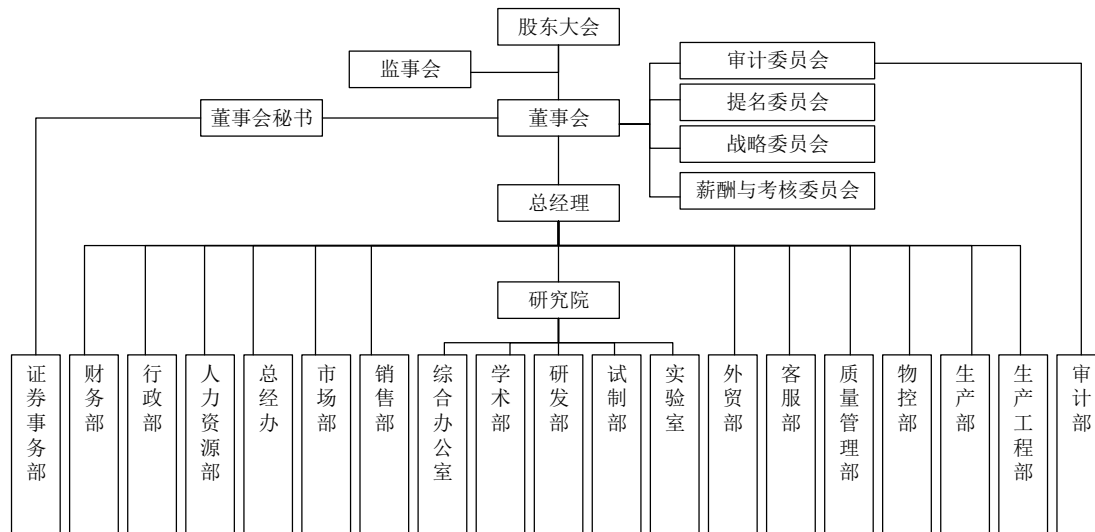 股东大会
监事会
审计委员会
提名委员会
董事会秘书
董事会
战略委员会
薪酬与考核委员会
总经理
研究院
证券事务部
财务部
行政部
人力资源部
总经办
市场部
销售部
综合办公室
学术部
研发部
试制部
实验室
外贸部
客服部
质量管理部
物控部
生产部
生产工程部
审计部